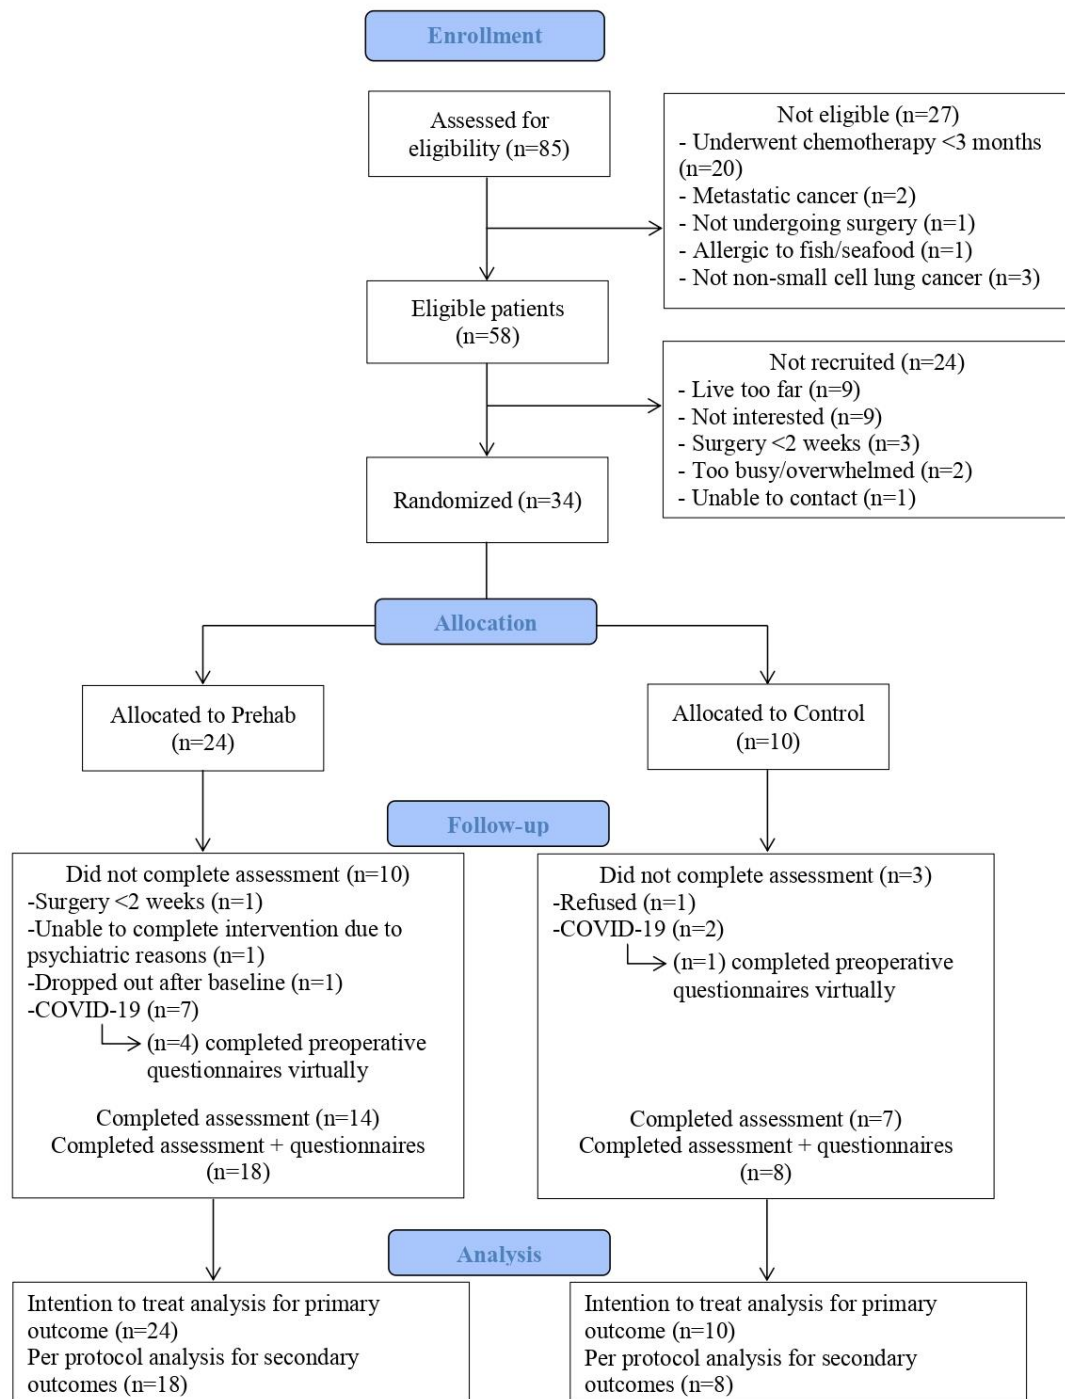 Enrollment
Assessed for
eligibility (n=85)
Not eligible (n=27)
- Underwent chemotherapy <3 months
(n=20)
- Metastatic cancer (n=2)
- Not undergoing surgery (n=1)
- Allergic to fish/seafood (n=1)
- Not non-small cell lung cancer (n=3)
Eligible patients
(n=58)
Not recruited (n=24)
- Live too far (n=9)
- Not interested (n=9)
- Surgery <2 weeks (n=3)
- Too busy/overwhelmed (n=2)
- Unable to contact (n=1)
Randomized (n=34)
Allocation
Allocated to Prehab
(n=24)
Allocated to Control
(n=10)
Follow-up
Did not complete assessment (n=10)
-Surgery <2 weeks (n=1)
-Unable to complete intervention due to
psychiatric reasons (n=1)
-Dropped out after baseline (n=1)
-COVID-19 (n=7)
(n=4) completed preoperative
questionnaires virtually
Completed assessment (n=14)
Completed assessment + questionnaires
(n=18)
Did not complete assessment (n=3)
-Refused (n=1)
-COVID-19 (n=2)
(n=1) completed preoperative
questionnaires virtually
Completed assessment (n=7)
Completed assessment + questionnaires
(n=8)
Analysis
Intention to treat analysis for primary
outcome (n=24)
Per protocol analysis for secondary
outcomes (n=18)
Intention to treat analysis for primary
outcome (n=10)
Per protocol analysis for secondary
outcomes (n=8)